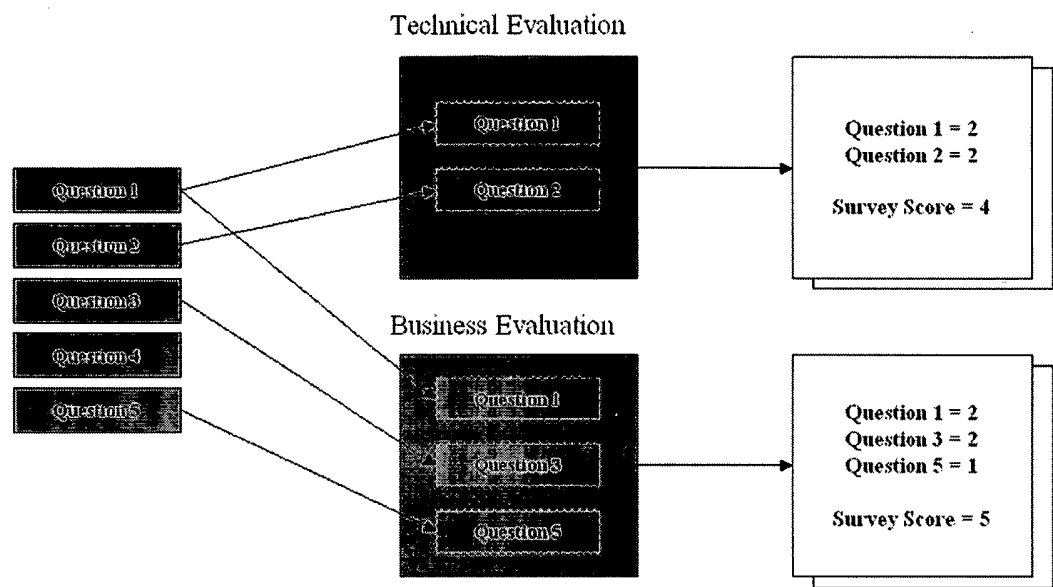 Technical Evaluation
Question 1
Question 2
Question 1 = 2
Question 2 = 2
Survey Score = 4
Question 1
Question 2
Question 3
Question 4
Question 5
Business Evaluation
Question 1
Question 3
Question 5
Question 1 = 2
Question 3 = 2
Question 5 = 1
Survey Score = 5